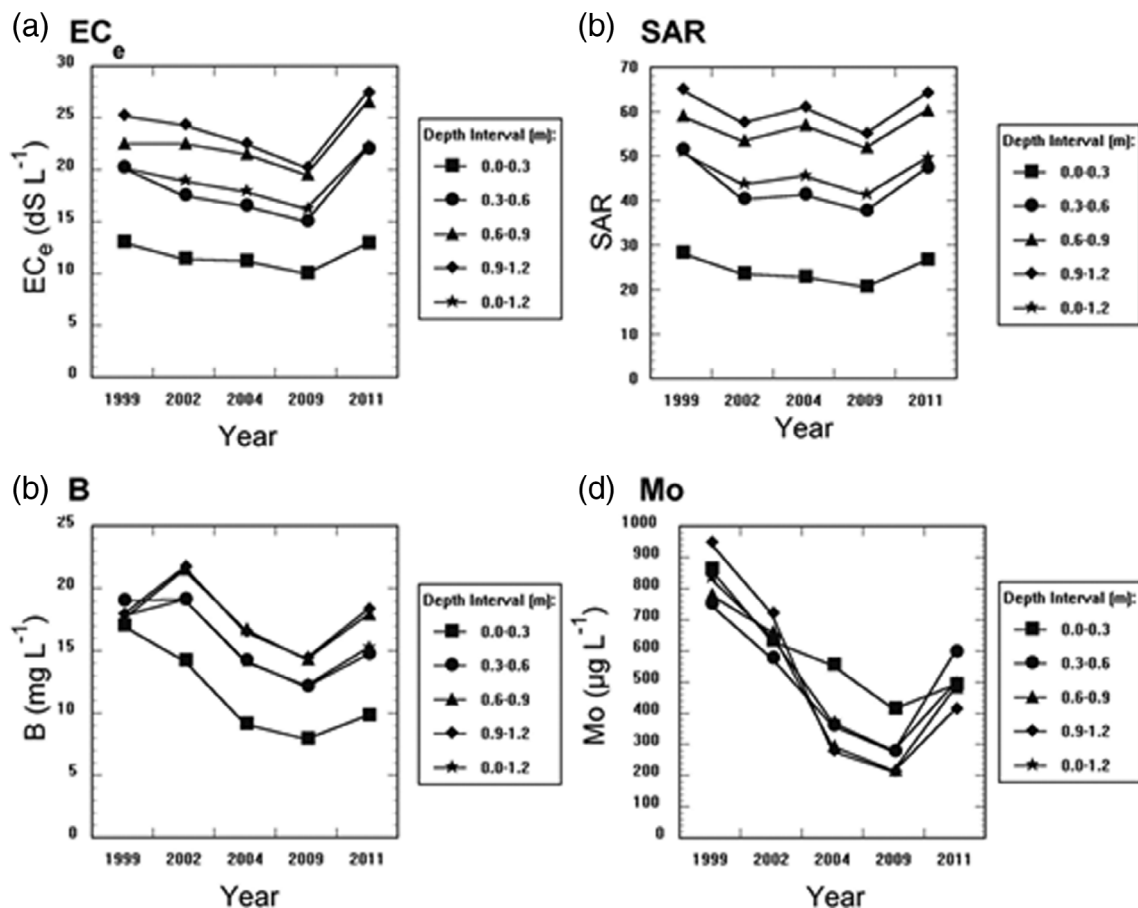 (a) ECe
ECe (dS L-1)
30
25
20
15
10
5
0
1999 2002 2004 2009 2011
Year
Depth Interval (m):
0.0-0.3
0.3-0.6
0.6-0.9
0.9-1.2
0.0-1.2
(b) SAR
SAR
70
60
50
40
30
20
10
0
1999 2002 2004 2009 2011
Year
Depth Interval (m):
0.0-0.3
0.3-0.6
0.6-0.9
0.9-1.2
0.0-1.2
(b) B
B (mg L-1)
25
20
15
10
5
0
1999 2002 2004 2009 2011
Year
Depth Interval (m):
0.0-0.3
0.3-0.6
0.6-0.9
0.9-1.2
0.0-1.2
(d) Mo
Mo (µg L-1)
1000
900
800
700
600
500
400
300
200
100
0
1999 2002 2004 2009 2011
Year
Depth Interval (m):
0.0-0.3
0.3-0.6
0.6-0.9
0.9-1.2
0.0-1.2